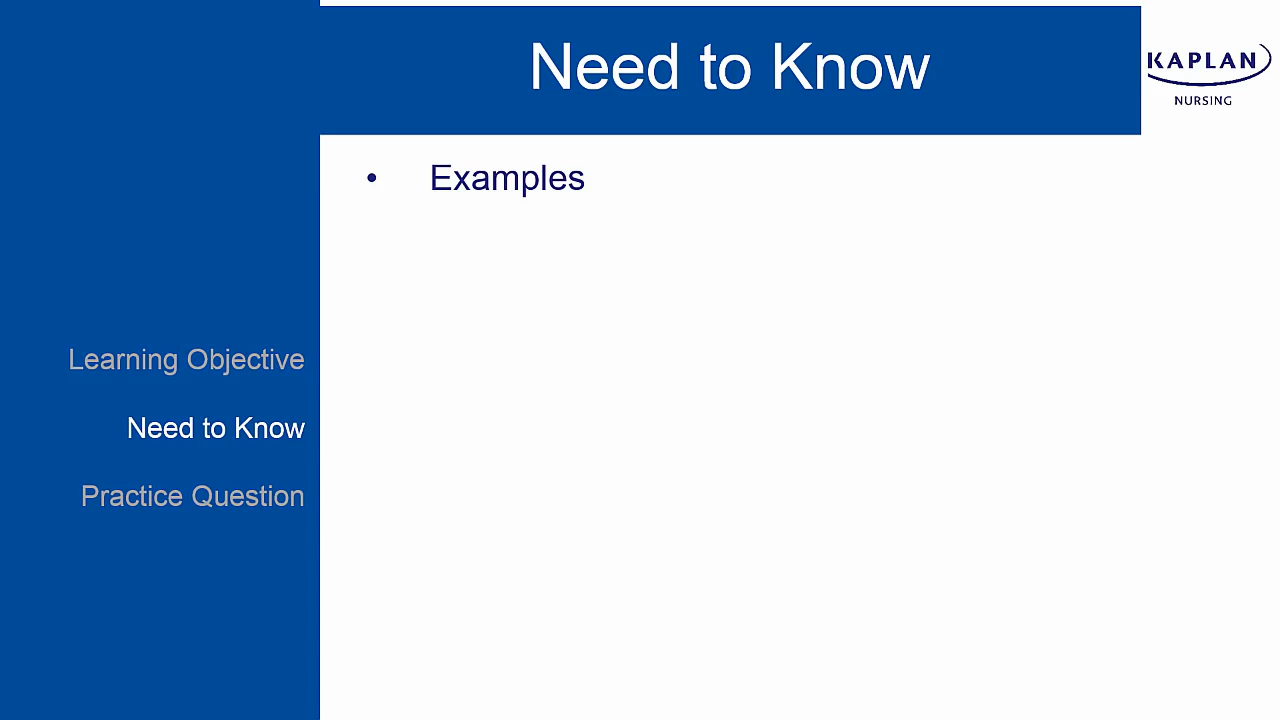 Need to Know
KAPLAN
NURSING
• Examples
Learning Objective
Need to Know
Practice Question